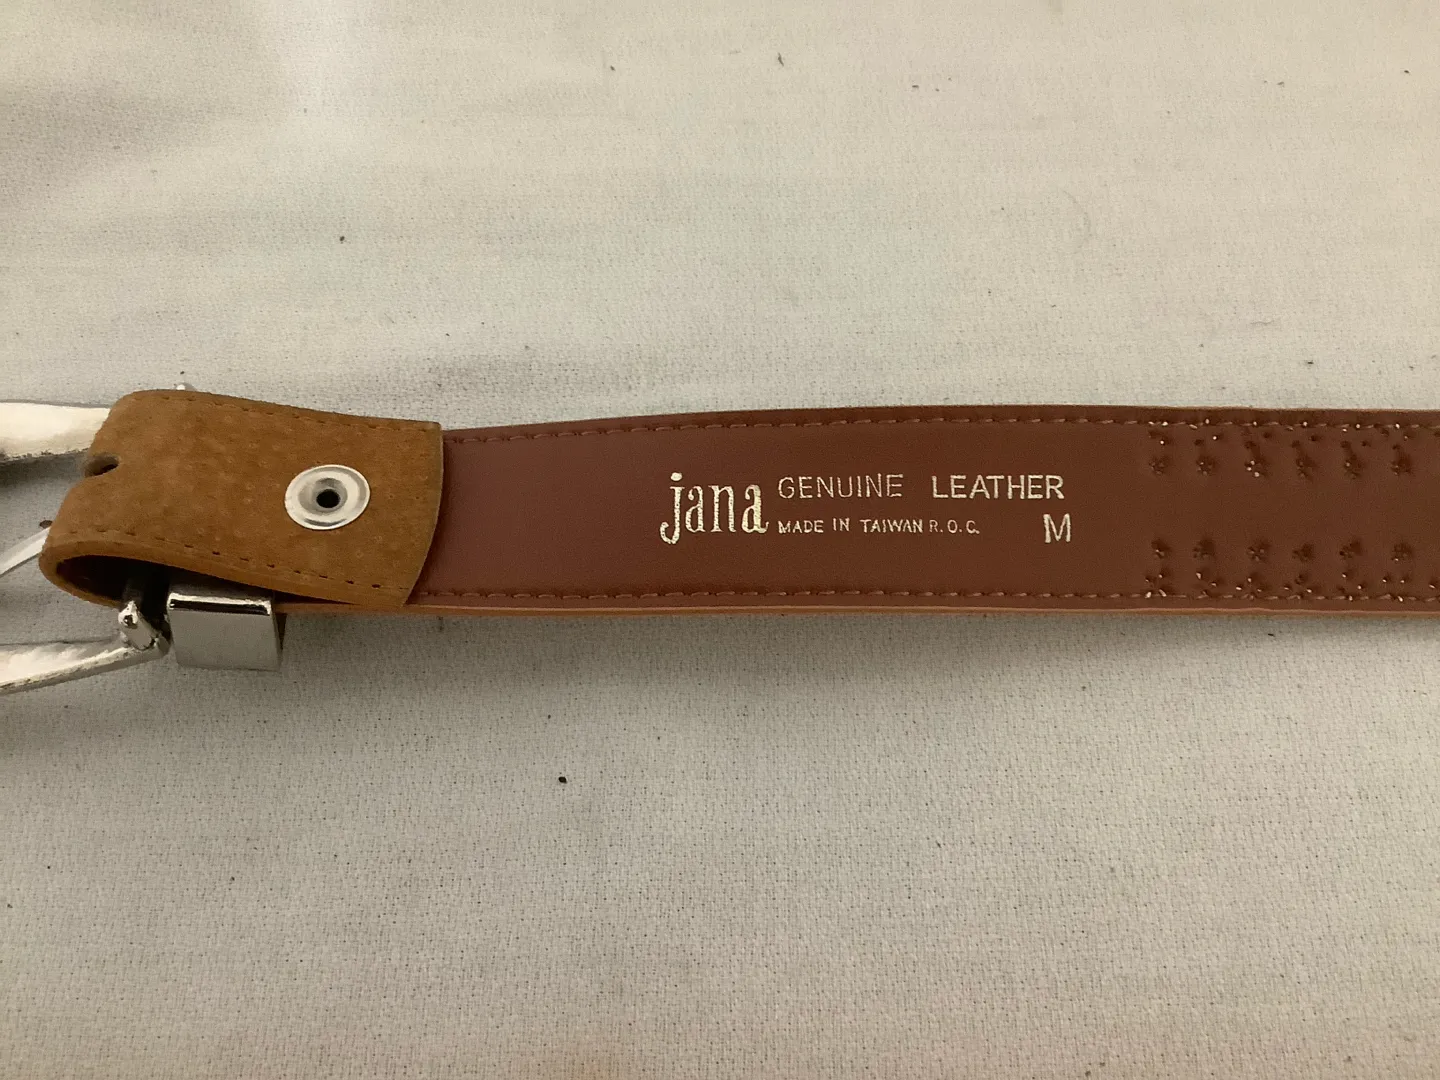 jana GENUINE LEATHER
MADE IN TAIWAN R.O.C. M